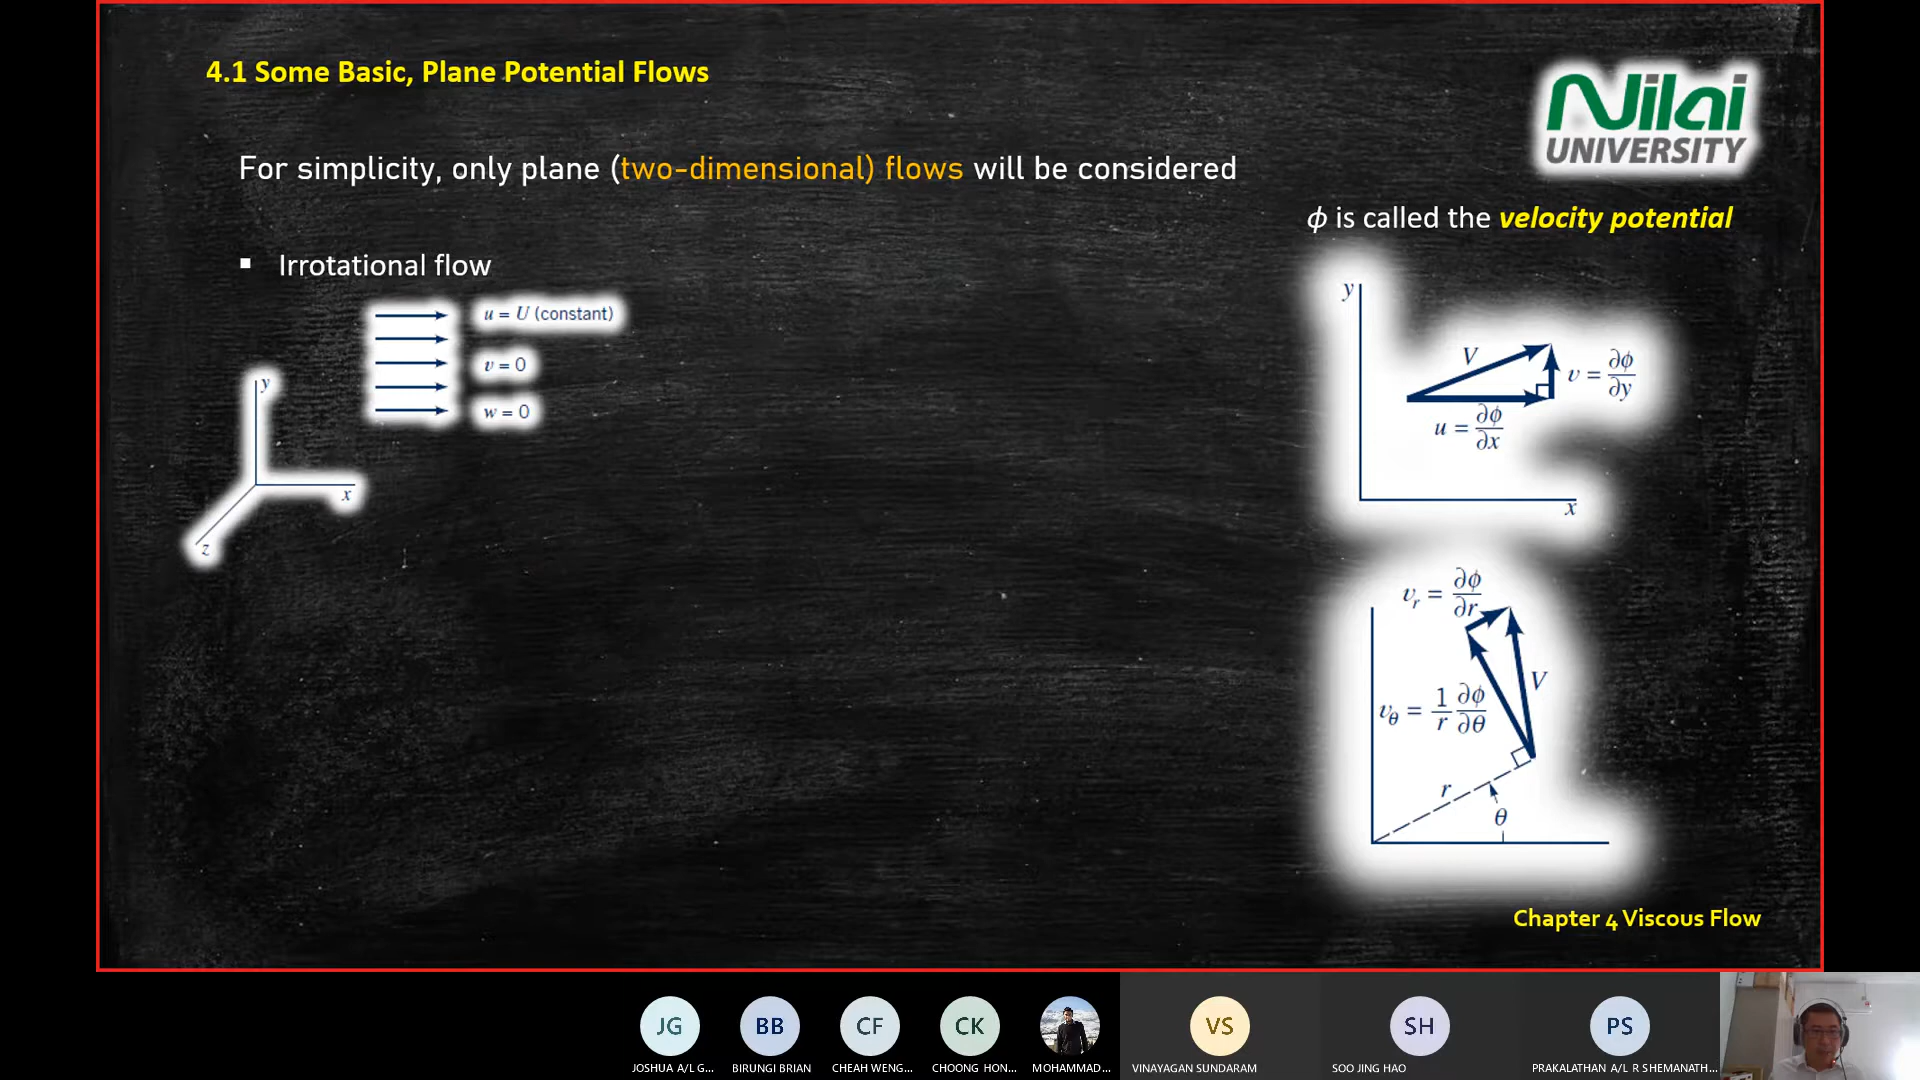 4.1 Some Basic, Plane Potential Flows
Nilai
UNIVERSITY
For simplicity, only plane (two-dimensional) flows will be considered
ϕ is called the velocity potential
▪ Irrotational flow
u = U (constant)
v = 0
w = 0
y
x
z
y
V
v = ∂ϕ/∂y
u = ∂ϕ/∂x
x
v_r = ∂ϕ/∂r
V
v_θ = 1/r ∂ϕ/∂θ
r
θ
Chapter 4 Viscous Flow
JG
BB
CF
CK
VS
SH
PS
JOSHUA A/L G...
BIRUNGI BRIAN
CHEAH WENG...
CHOONG HON...
MOHAMMAD...
VINAYAGAN SUNDARAM
SOO JING HAO
PRAKALATHAN A/L R SHEMANATH...